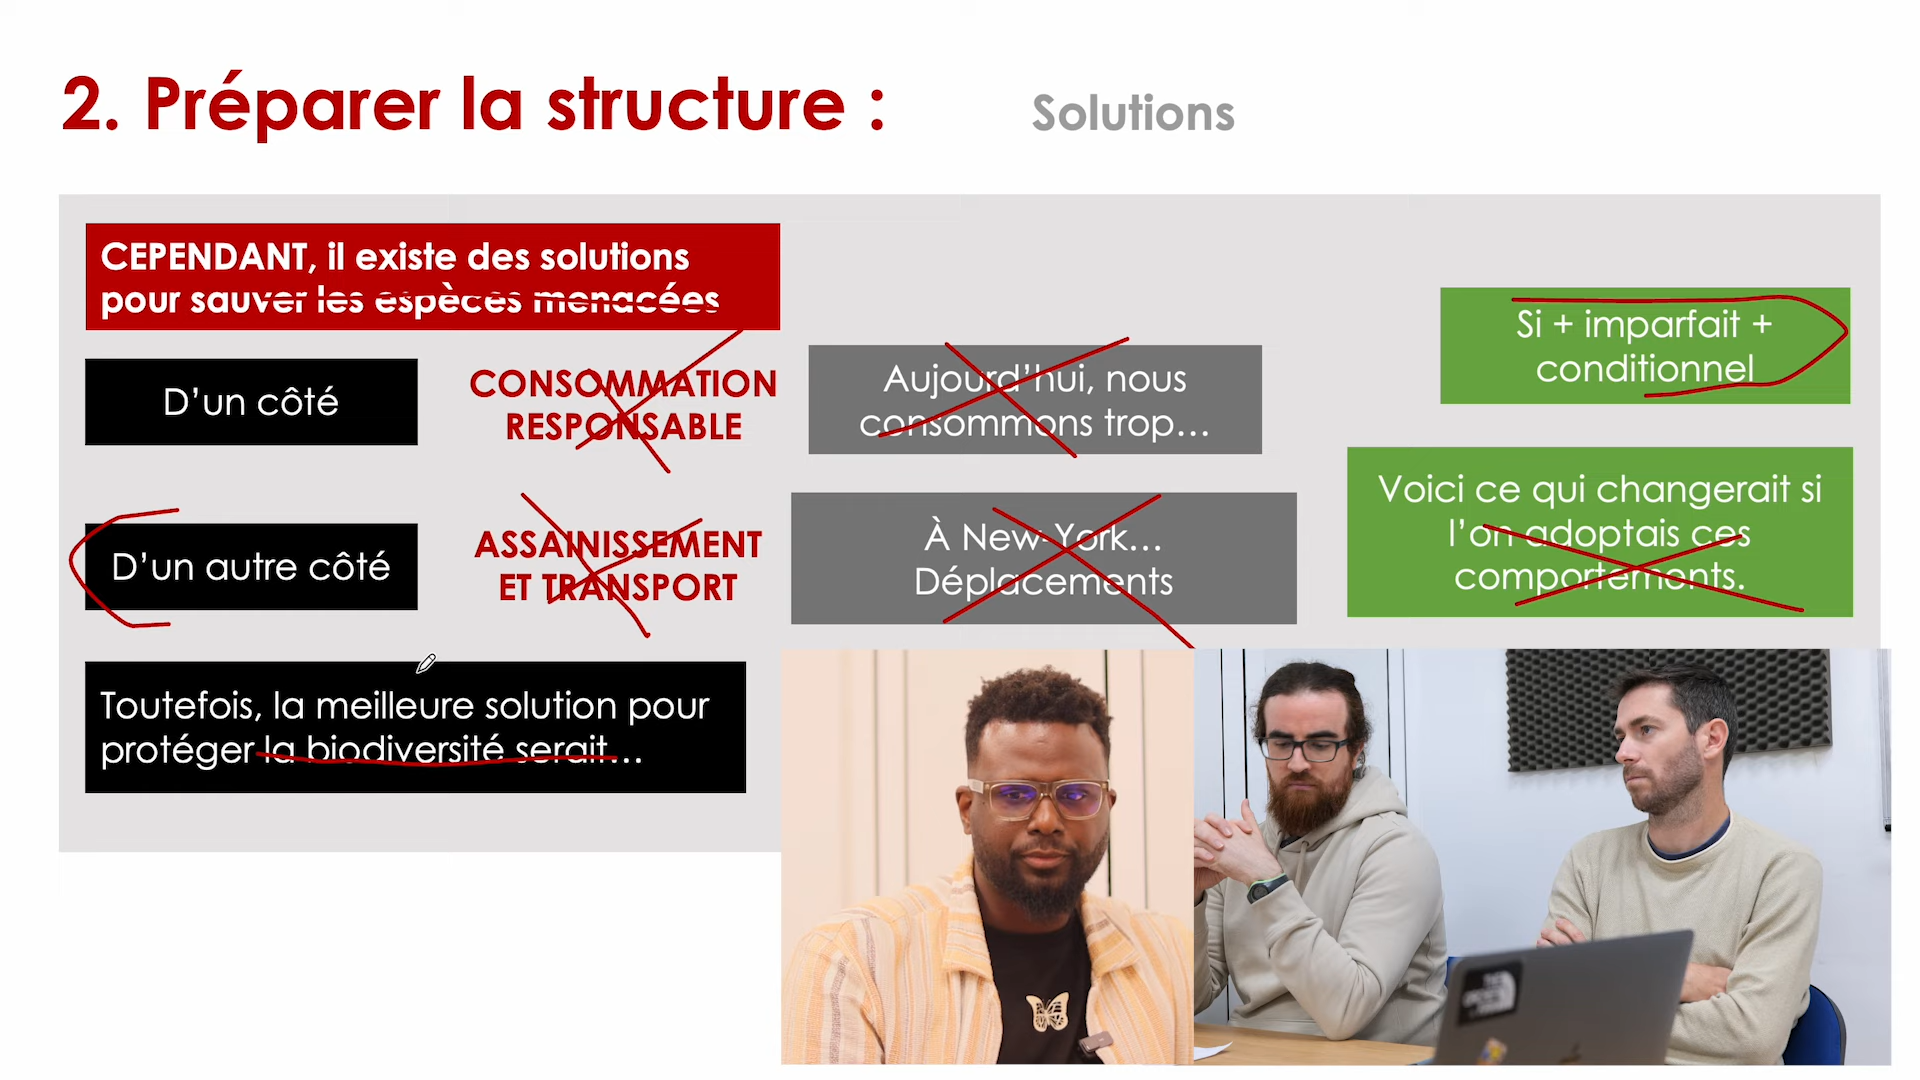 2. Préparer la structure :
Solutions
CEPENDANT, il existe des solutions
pour sauver les espèces menacées
Si + imparfait +
conditionnel
D’un côté
CONSOMMATION
RESPONSABLE
Aujourd’hui, nous
consommons trop…
D’un autre côté
ASSAINISSEMENT
ET TRANSPORT
À New-York…
Déplacements
Voici ce qui changerait si
l’on adoptais ces
comportements.
Toutefois, la meilleure solution pour
protéger la biodiversité serait…